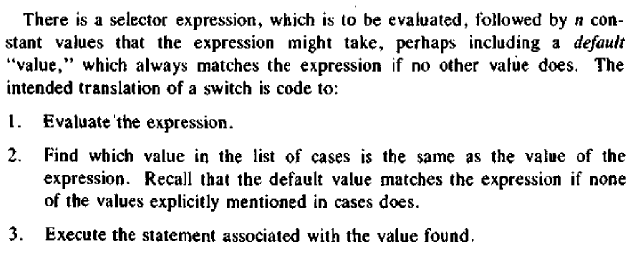 There is a selector expression, which is to be evaluated, followed by n con-
stant values that the expression might take, perhaps including a default
“value,” which always matches the expression if no other value does. The
intended translation of a switch is code to:
1. Evaluate the expression.
2. Find which value in the list of cases is the same as the value of the
expression. Recall that the default value matches the expression if none
of the values explicitly mentioned in cases does.
3. Execute the statement associated with the value found.